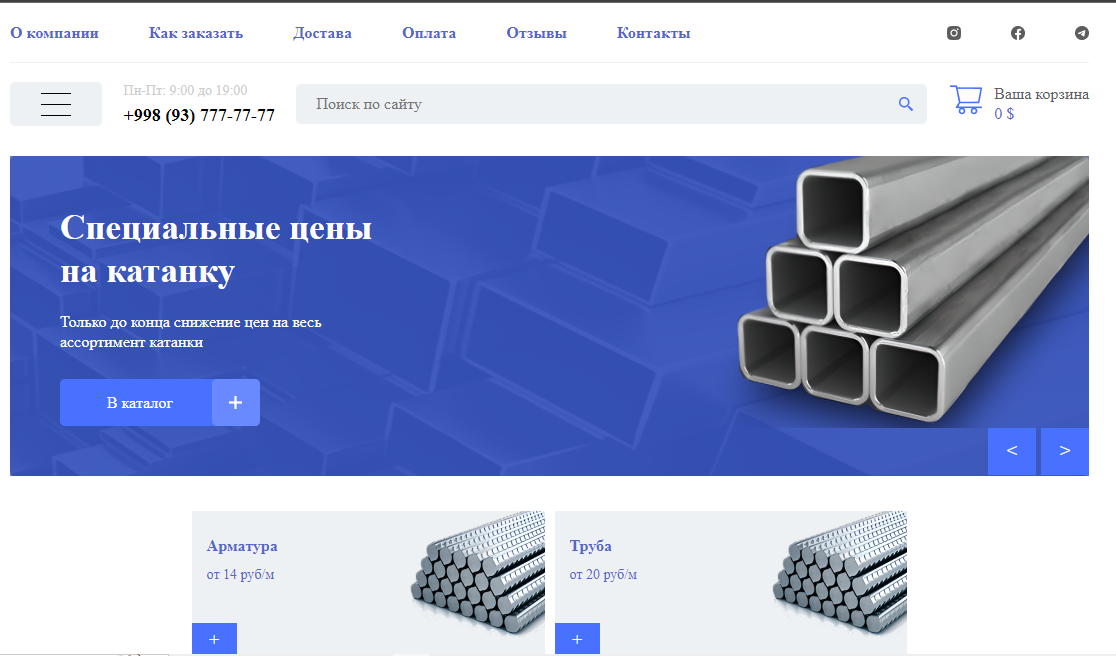 О компании
Как заказать
Достава
Оплата
Отзывы
Контакты
Пн-Пт: 9:00 до 19:00
+998 (93) 777-77-77
Поиск по сайту
Ваша корзина
0 $
Специальные цены
на катанку
Только до конца снижение цен на весь
ассортимент катанки
В каталог +
< >
Арматура
от 14 руб/м
+
Труба
от 20 руб/м
+